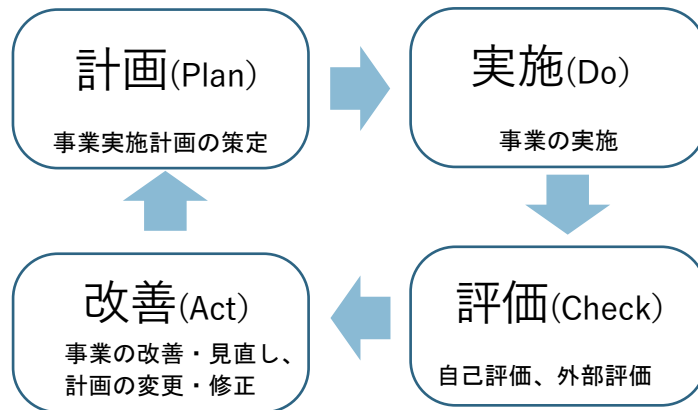 計画(Plan)
事業実施計画の策定
実施(Do)
事業の実施
改善(Act)
事業の改善・見直し、
計画の変更・修正
評価(Check)
自己評価、外部評価